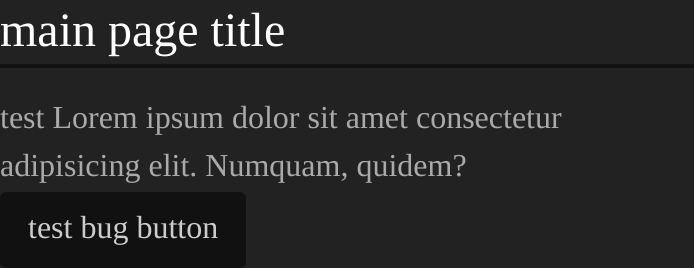 main page title
test Lorem ipsum dolor sit amet consectetur
adipisicing elit. Numquam, quidem?
test bug button